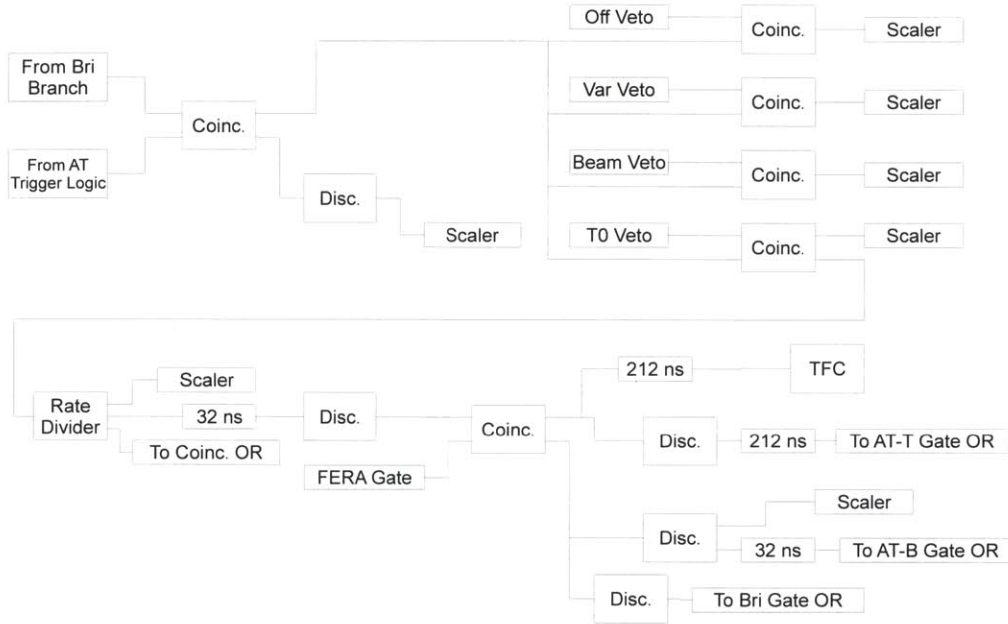 Off Veto
Coinc.
Scaler
From Bri
Branch
Var Veto
Coinc.
Scaler
Coinc.
From AT
Trigger Logic
Beam Veto
Coinc.
Scaler
Disc.
Scaler
T0 Veto
Coinc.
Scaler
212 ns
TFC
Scaler
Rate
Divider
32 ns
Disc.
Coinc.
To Coinc. OR
FERA Gate
Disc.
212 ns
To AT-T Gate OR
Scaler
Disc.
32 ns
To AT-B Gate OR
Disc.
To Bri Gate OR